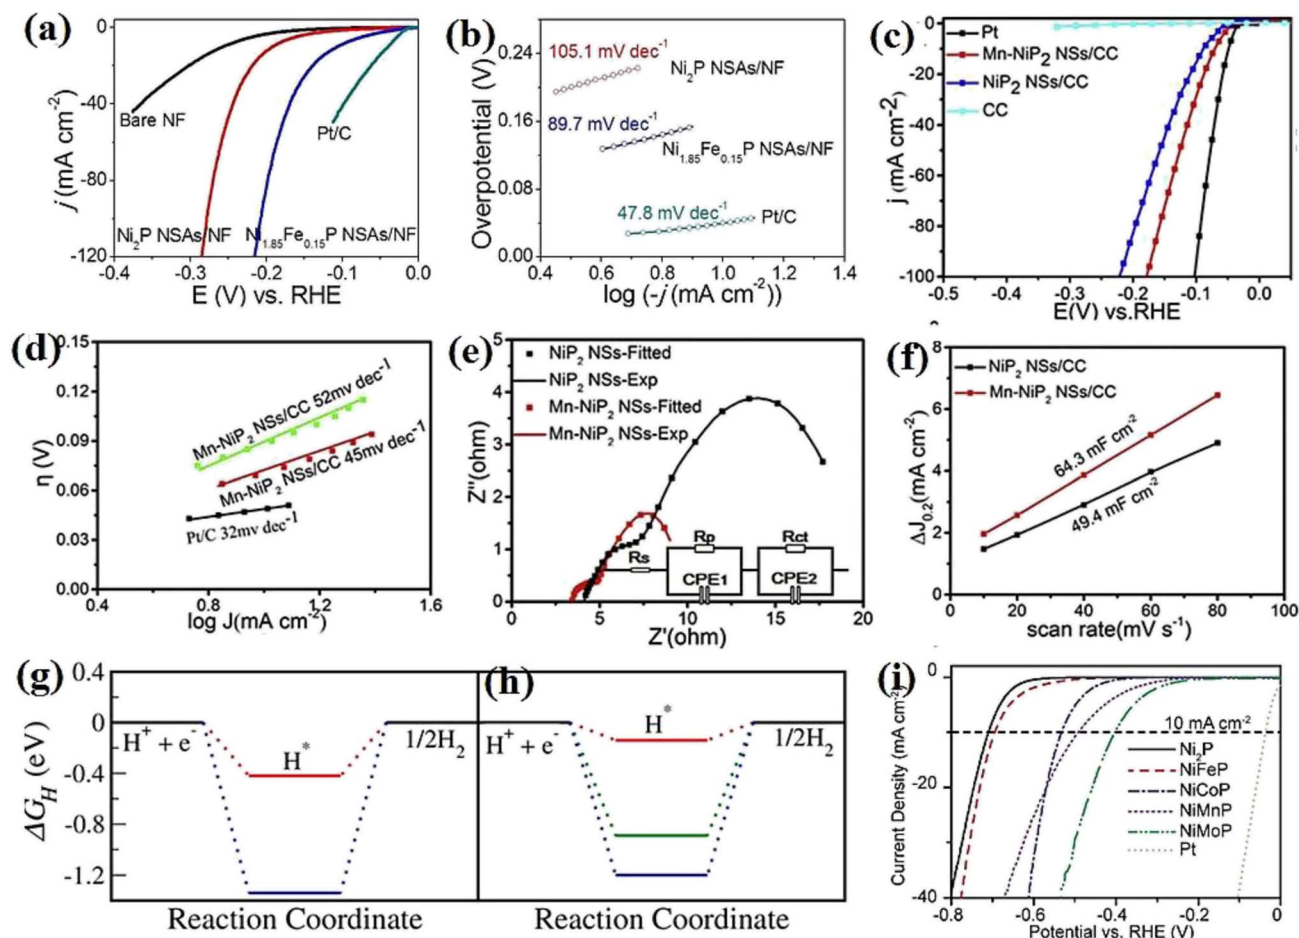 (a)
0
-40
-80
-120
j (mA cm-2)
Bare NF
Pt/C
Ni2P NSAs/NF
Ni1.85Fe0.15P NSAs/NF
-0.4
-0.3
-0.2
-0.1
0.0
E (V) vs. RHE
(b)
0.24
0.16
0.08
0.00
Overpotential (V)
105.1 mV dec-1
Ni2P NSAs/NF
89.7 mV dec-1
Ni1.85Fe0.15P NSAs/NF
47.8 mV dec-1
Pt/C
0.4
0.6
0.8
1.0
1.2
1.4
log (-j (mA cm-2))
(c)
0
-20
-40
-60
-80
-100
j (mA cm-2)
Pt
Mn-NiP2 NSs/CC
NiP2 NSs/CC
CC
-0.5
-0.4
-0.3
-0.2
-0.1
0.0
E(V) vs.RHE
(d)
0.15
0.12
0.09
0.06
0.03
0.00
η (V)
Mn-NiP2 NSs/CC 52mv dec-1
Mn-NiP2 NSs/CC 45mv dec-1
Pt/C 32mv dec-1
0.4
0.8
1.2
1.6
log J(mA cm-2)
(e)
5
4
3
2
1
0
Z''(ohm)
NiP2 NSs-Fitted
NiP2 NSs-Exp
Mn-NiP2 NSs-Fitted
Mn-NiP2 NSs-Exp
Rs
Rp
CPE1
Rct
CPE2
0
5
10
15
20
Z'(ohm)
(f)
8
6
4
2
0
ΔJ0.2(mA cm-2)
NiP2 NSs/CC
Mn-NiP2 NSs/CC
64.3 mF cm-2
49.4 mF cm-2
0
20
40
60
80
100
scan rate(mV s-1)
(g)
0.4
0
-0.4
-0.8
-1.2
ΔGH (eV)
H+ + e-
H*
1/2H2
Reaction Coordinate
(h)
H+ + e-
H*
1/2H2
Reaction Coordinate
(i)
0
-20
-40
Current Density (mA cm-2)
10 mA cm-2
Ni2P
NiFeP
NiCoP
NiMnP
NiMoP
Pt
-0.8
-0.6
-0.4
-0.2
0
Potential vs. RHE (V)